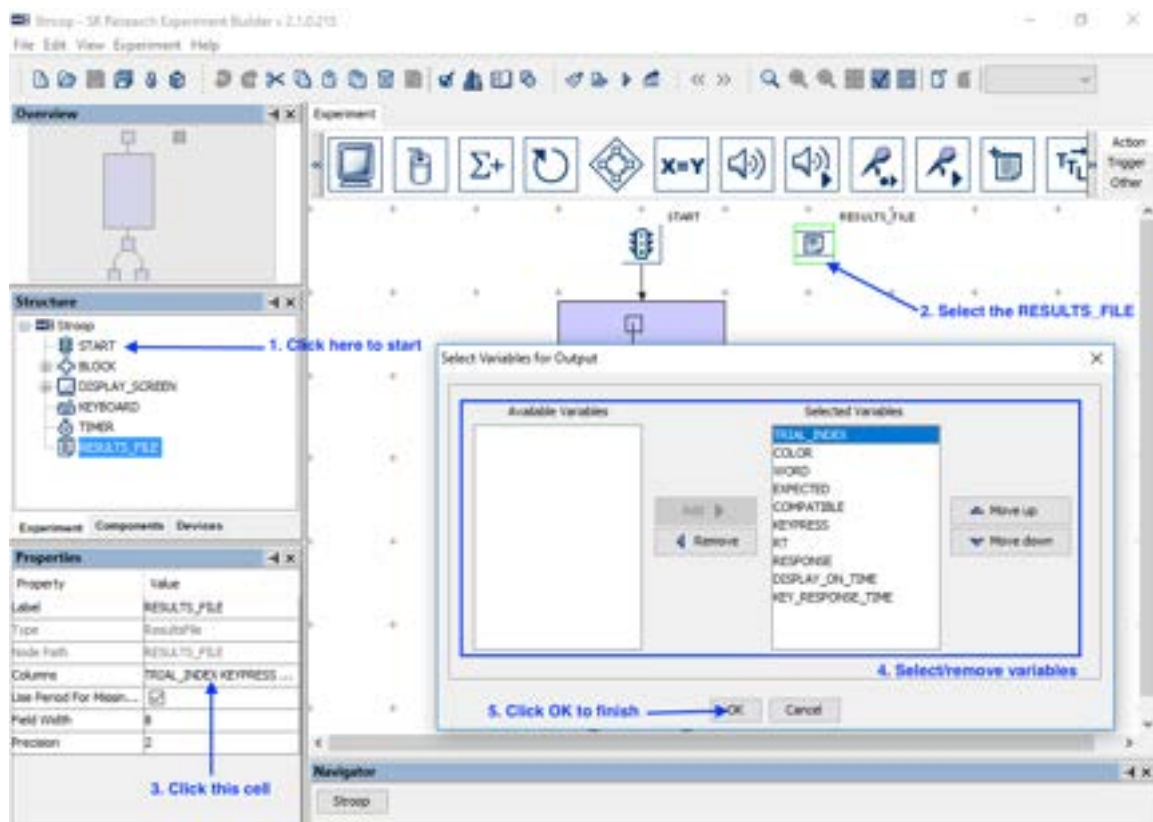 Stroop - SR Research Experiment Builder v 2.1.0.215
File Edit View Experiment Help
Overview
Experiment
Σ+
X=Y
TTL
Action
Trigger
Other
START
RESULTS_FILE
2. Select the RESULTS_FILE
Structure
Stroop
START
1. Click here to start
BLOCK
DISPLAY_SCREEN
KEYBOARD
TIMER
RESULTS_FILE
Experiment Components Devices
Select Variables for Output
Available Variables
Selected Variables
TRIAL_INDEX
COLOR
WORD
EXPECTED
COMPATIBLE
KEYPRESS
RT
RESPONSE
DISPLAY_ON_TIME
KEY_RESPONSE_TIME
Add
Remove
Move up
Move down
4. Select/remove variables
5. Click OK to finish
OK
Cancel
Properties
Property Value
Label RESULTS_FILE
Type ResultsFile
Node Path RESULTS_FILE
Columns TRIAL_INDEX KEYPRESS ...
Use Period For Missin...
Field Width 8
Precision 2
3. Click this cell
Navigator
Stroop